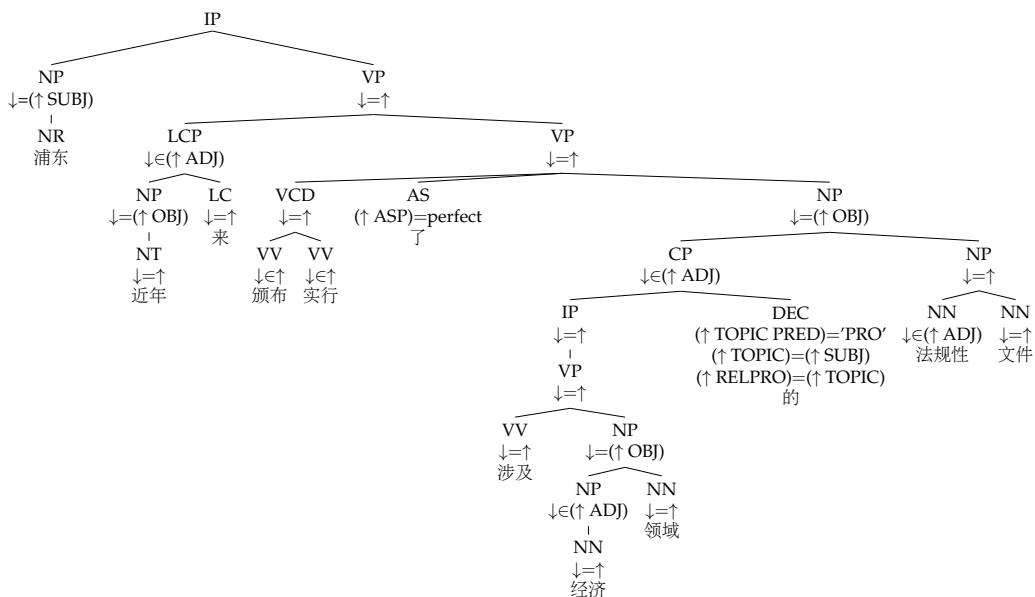 IP
NP VP
↓=(↑ SUBJ) ↓=↑
NR LCP VP
浦东 ↓∈(↑ ADJ) ↓=↑
NP LC VCD AS NP
↓=(↑ OBJ) ↓=↑ ↓=↑ (↑ ASP)=perfect ↓=(↑ OBJ)
来 了
NT VV VV CP NP
↓=↑ ↓∈↑ ↓∈↑ ↓∈(↑ ADJ) ↓=↑
近年 颁布 实行
IP DEC NN NN
↓=↑ (↑ TOPIC PRED)='PRO' ↓∈(↑ ADJ) ↓=↑
(↑ TOPIC)=(↑ SUBJ) 法规性 文件
VP (↑ RELPRO)=(↑ TOPIC)
↓=↑ 的
VV NP
↓=↑ ↓=(↑ OBJ)
涉及
NP NN
↓∈(↑ ADJ) ↓=↑
领域
NN
↓=↑
经济